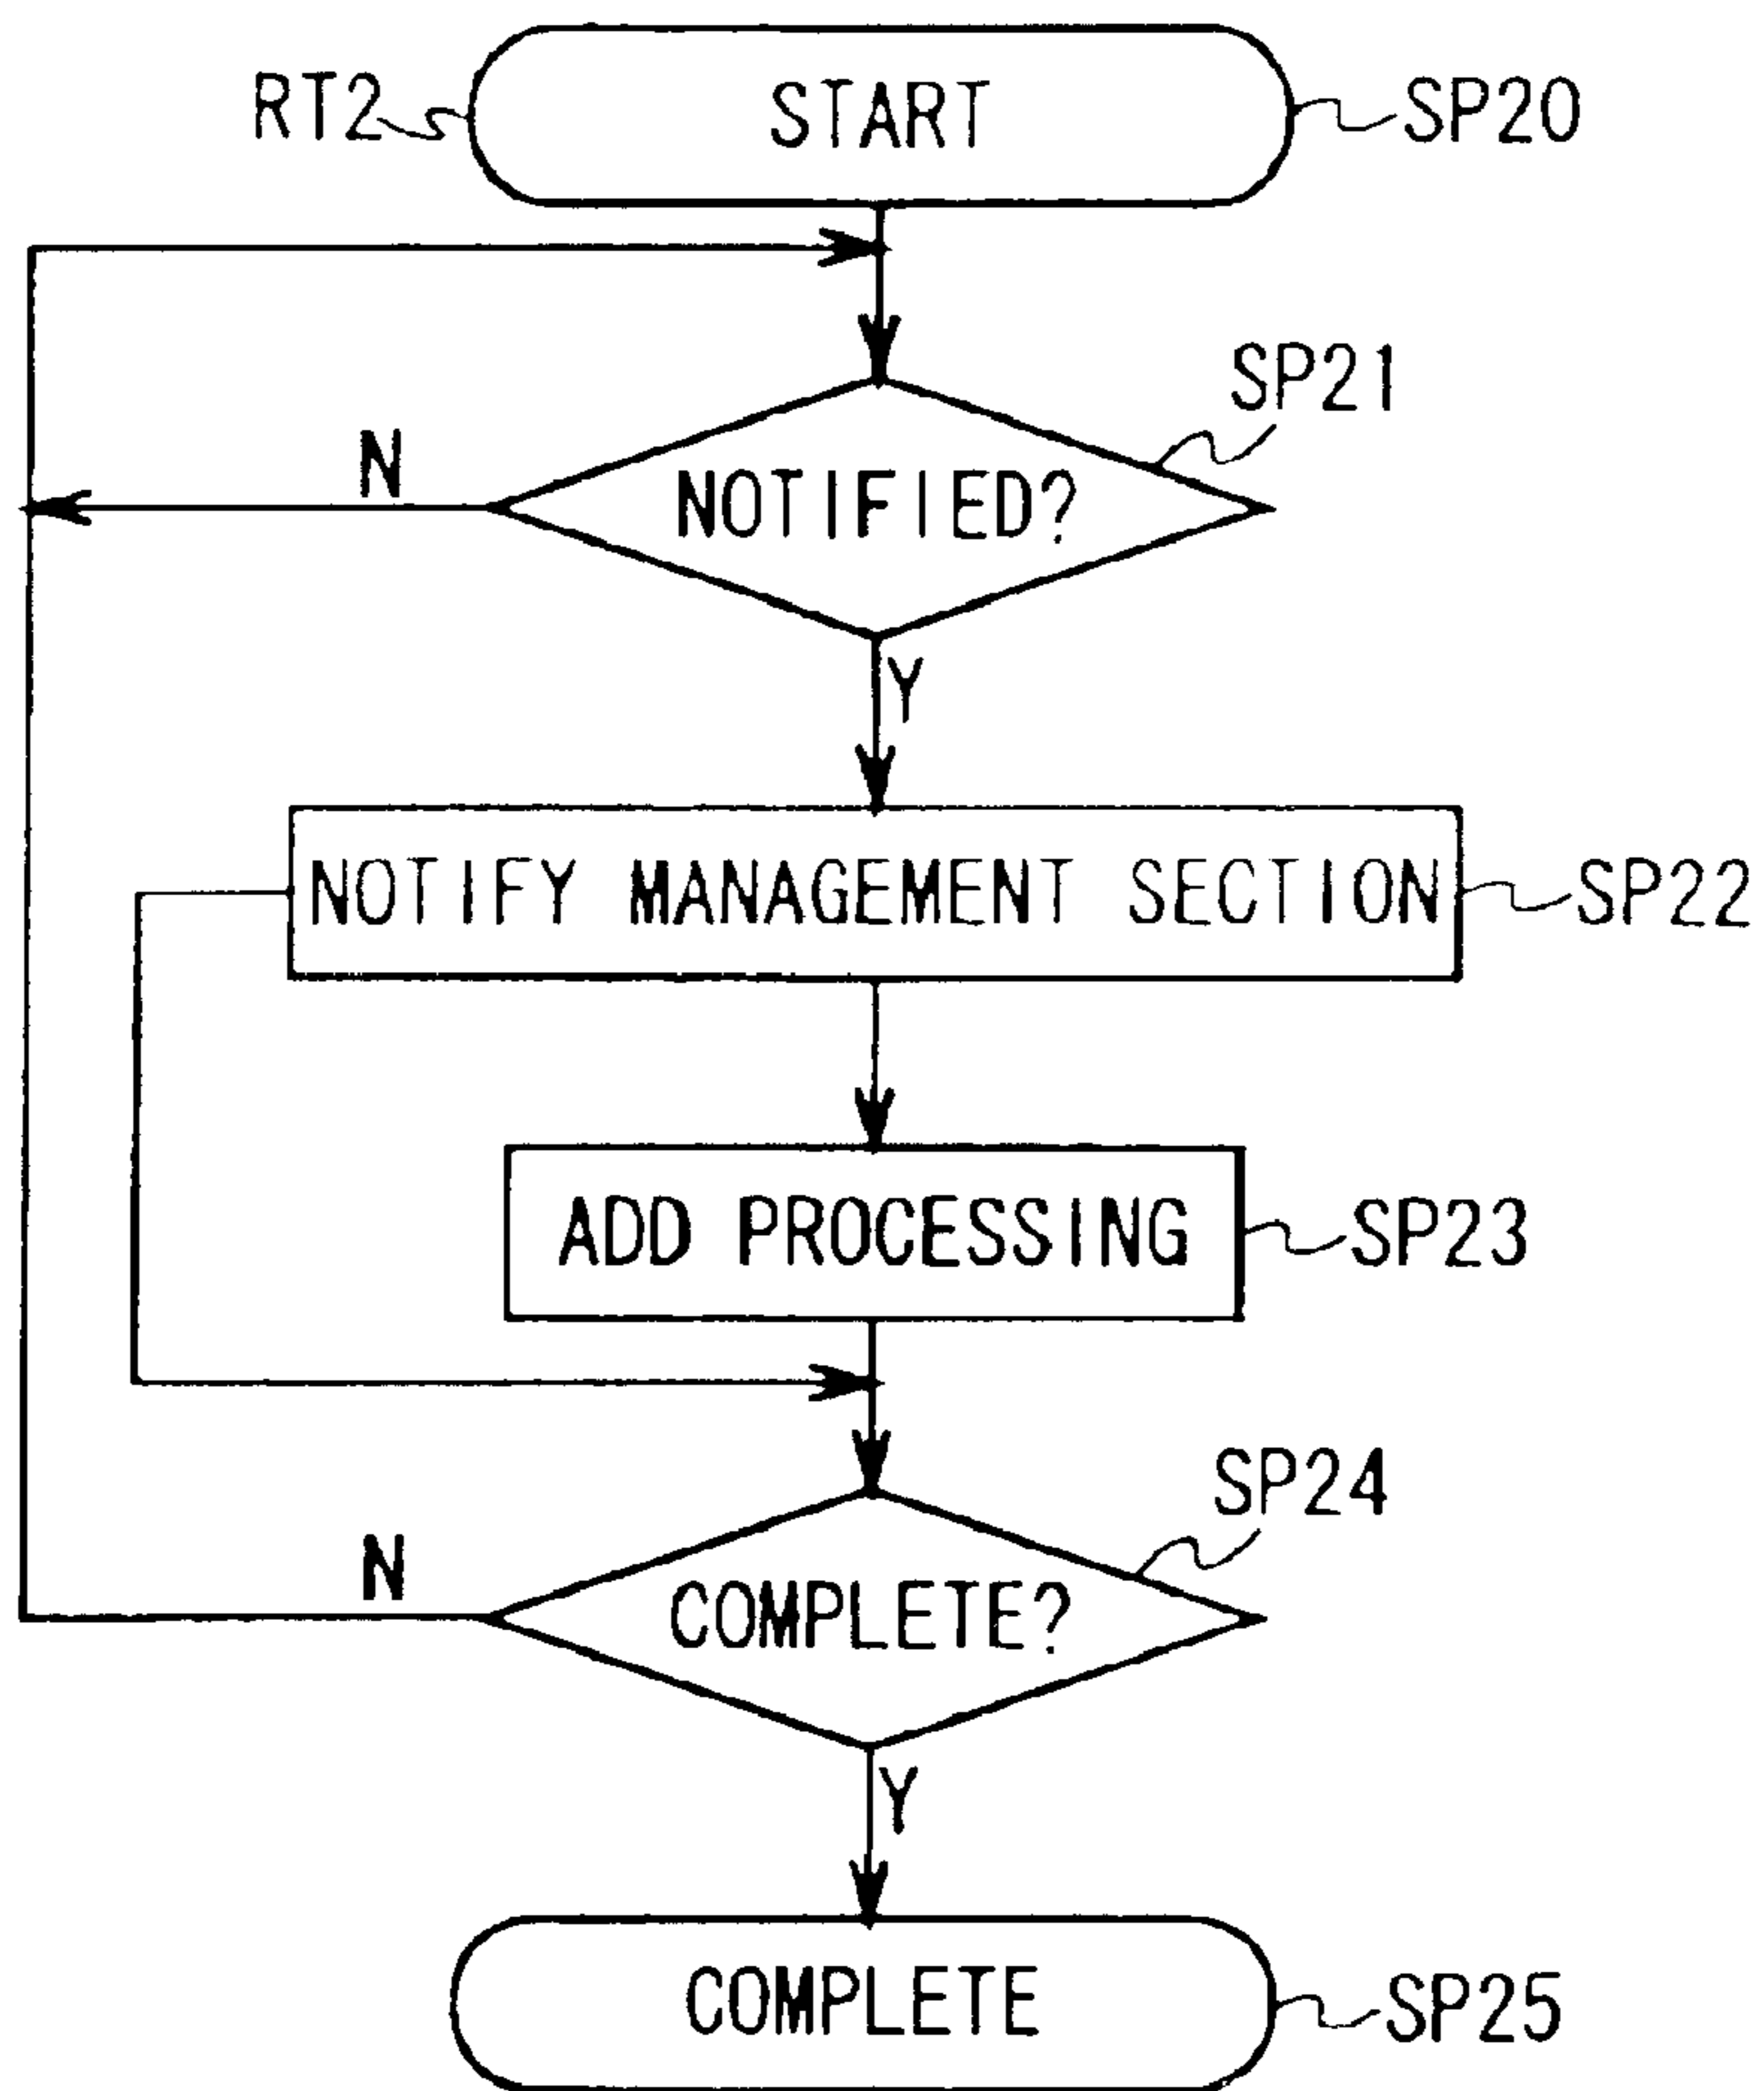 RT2
START
SP20
SP21
N
NOTIFIED?
Y
NOTIFY MANAGEMENT SECTION
SP22
ADD PROCESSING
SP23
SP24
N
COMPLETE?
Y
COMPLETE
SP25